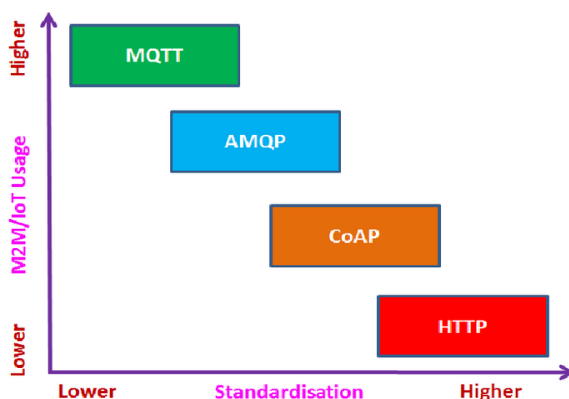 Higher
MQTT
AMQP
M2M/IoT Usage
CoAP
HTTP
Lower
Lower Standardisation Higher